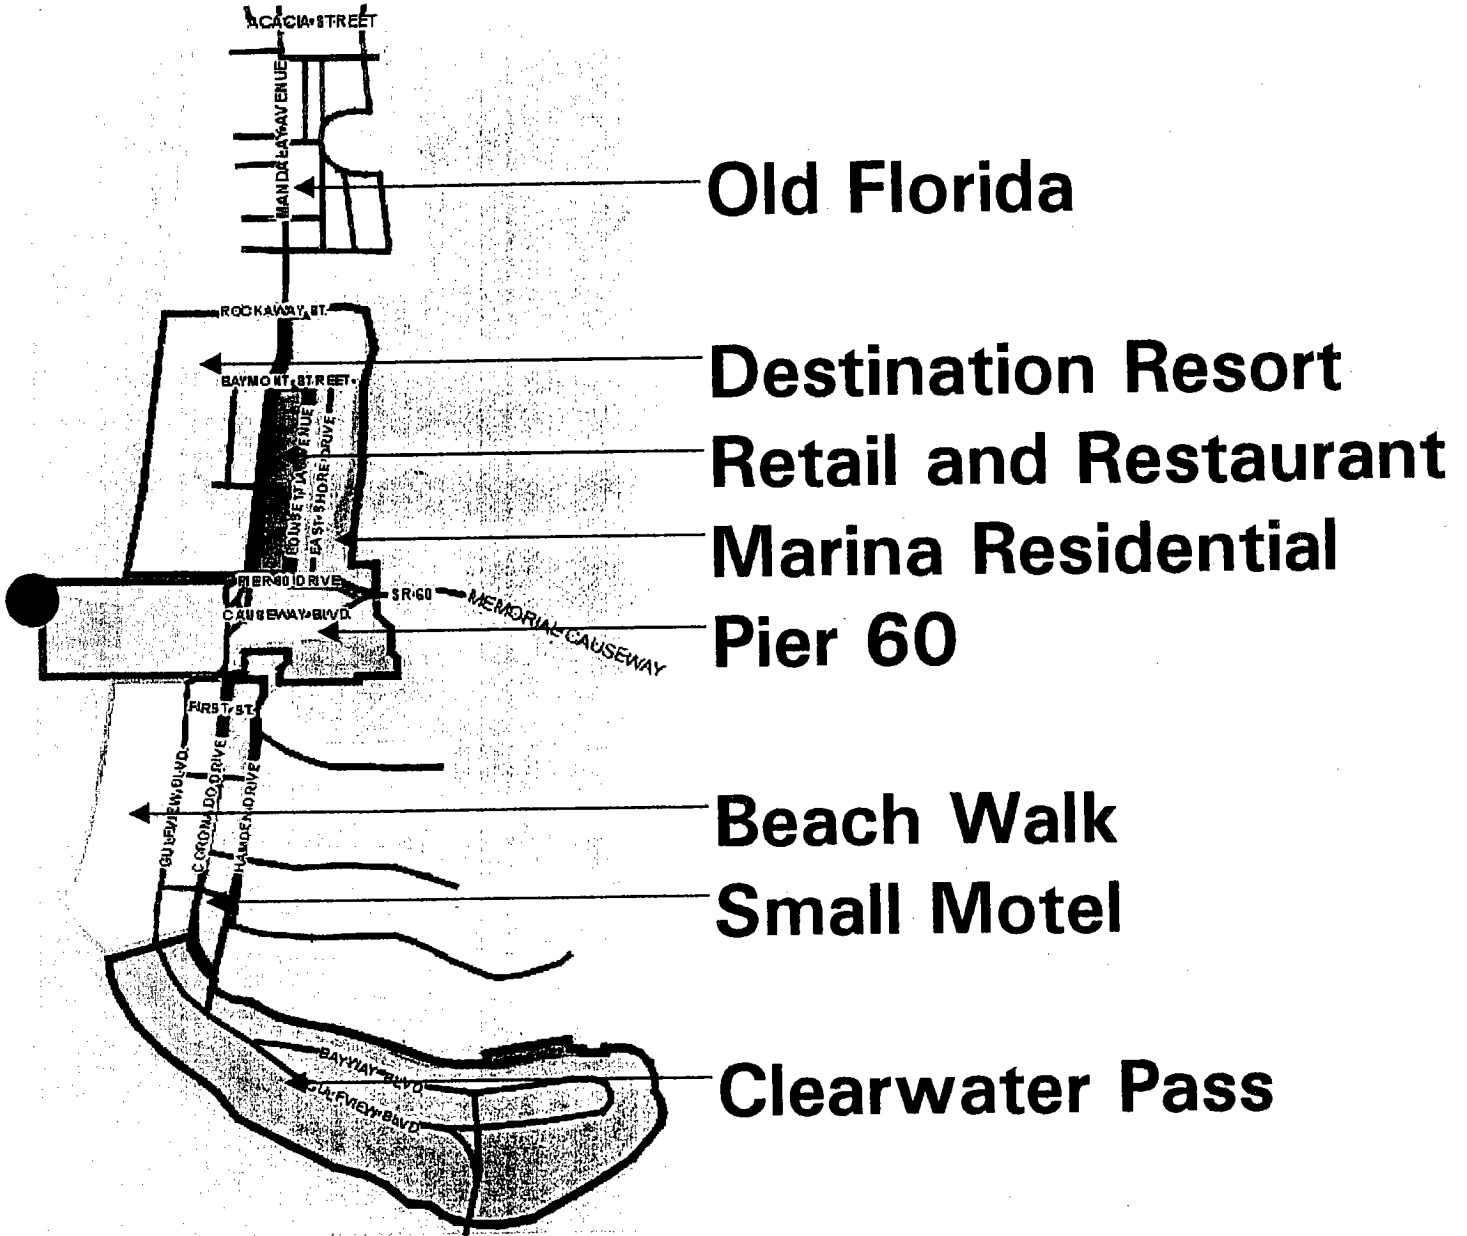 ACACIA STREET
MANDALAY AVENUE
Old Florida
ROCKAWAY ST.
Destination Resort
BAYMONT STREET
Retail and Restaurant
POINSETTIA AVENUE
EAST SHORE DRIVE
Marina Residential
PIER 60 DRIVE
SR 60
MEMORIAL CAUSEWAY
CAUSEWAY BLVD.
Pier 60
FIRST ST.
GULFVIEW BLVD.
CORONADO DRIVE
HAMDEN DRIVE
Beach Walk
Small Motel
BAYWAY BLVD
GULFVIEW BLVD
Clearwater Pass